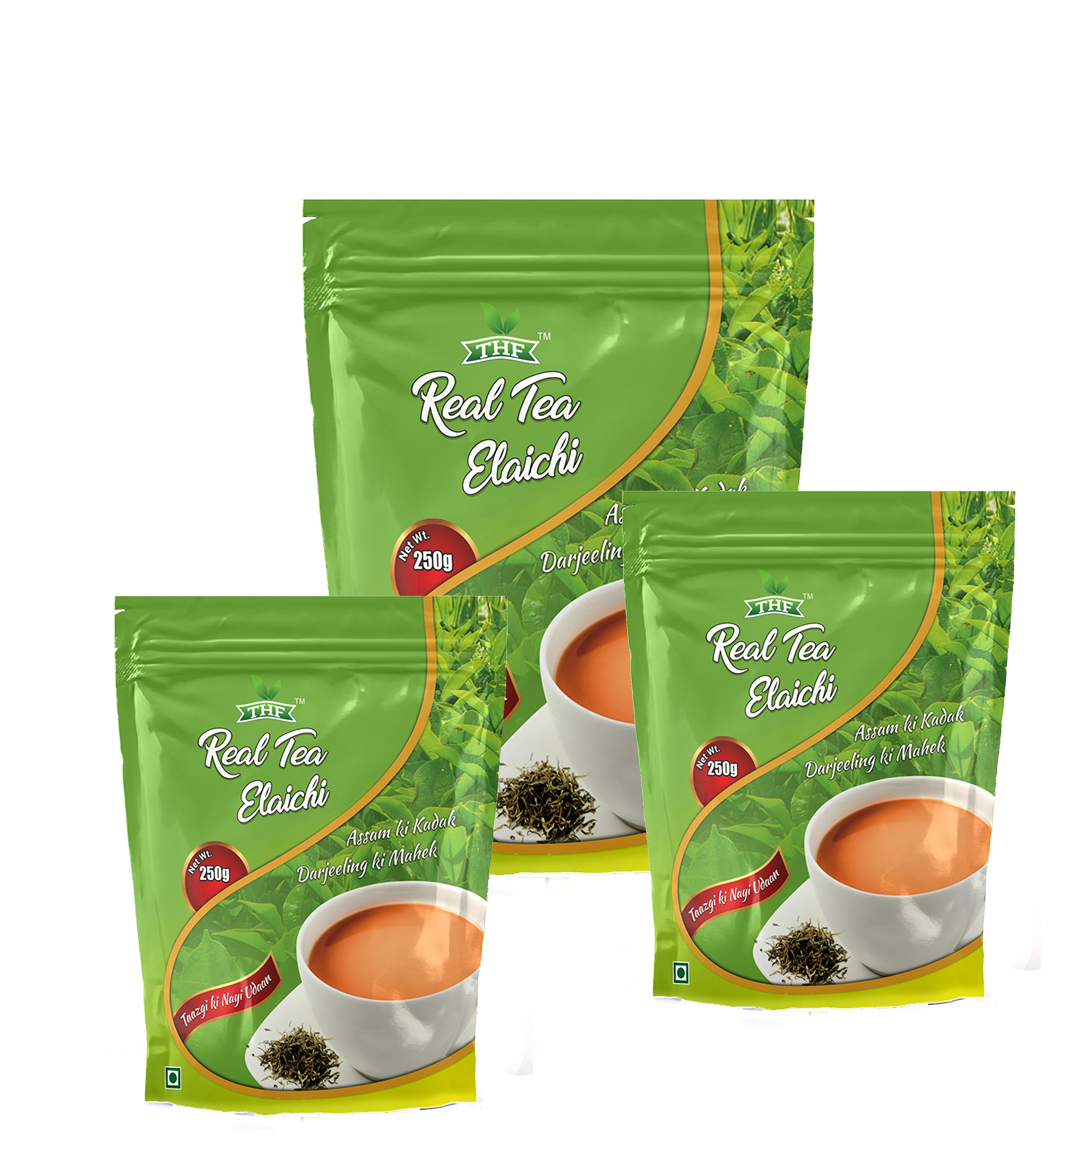 THF TM
Real Tea
Elaichi
Net Wt.
250g
Darjeeling
THF TM
Real Tea
Elaichi
Assam ki Kadak
Darjeeling ki Mahek
Net Wt.
250g
Taazgi ki Nayi Udaan
THF TM
Real Tea
Elaichi
Assam ki Kadak
Darjeeling ki Mahek
Net Wt.
250g
Taazgi ki Nayi Udaan